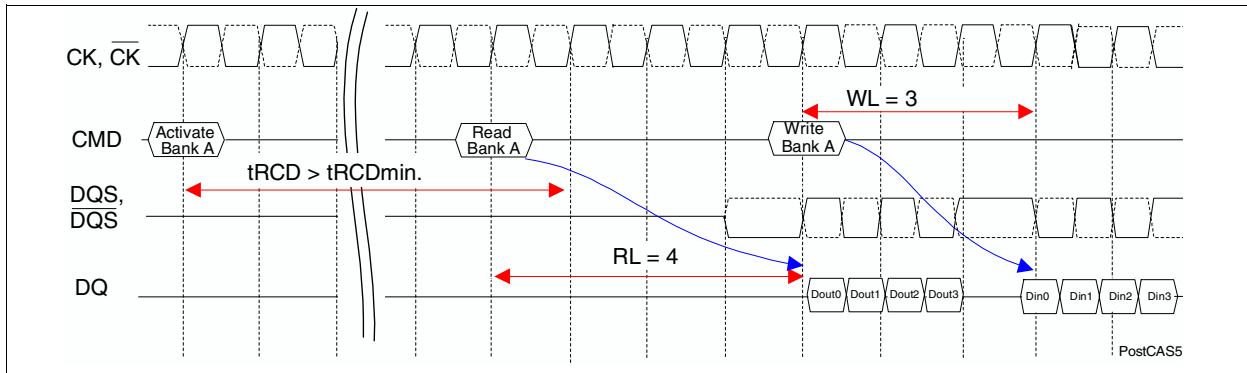 CK, CK
WL = 3
CMD
Activate
Bank A
Read
Bank A
Write
Bank A
tRCD > tRCDmin.
DQS,
DQS
RL = 4
DQ
Dout0 Dout1 Dout2 Dout3
Din0 Din1 Din2 Din3
PostCAS5